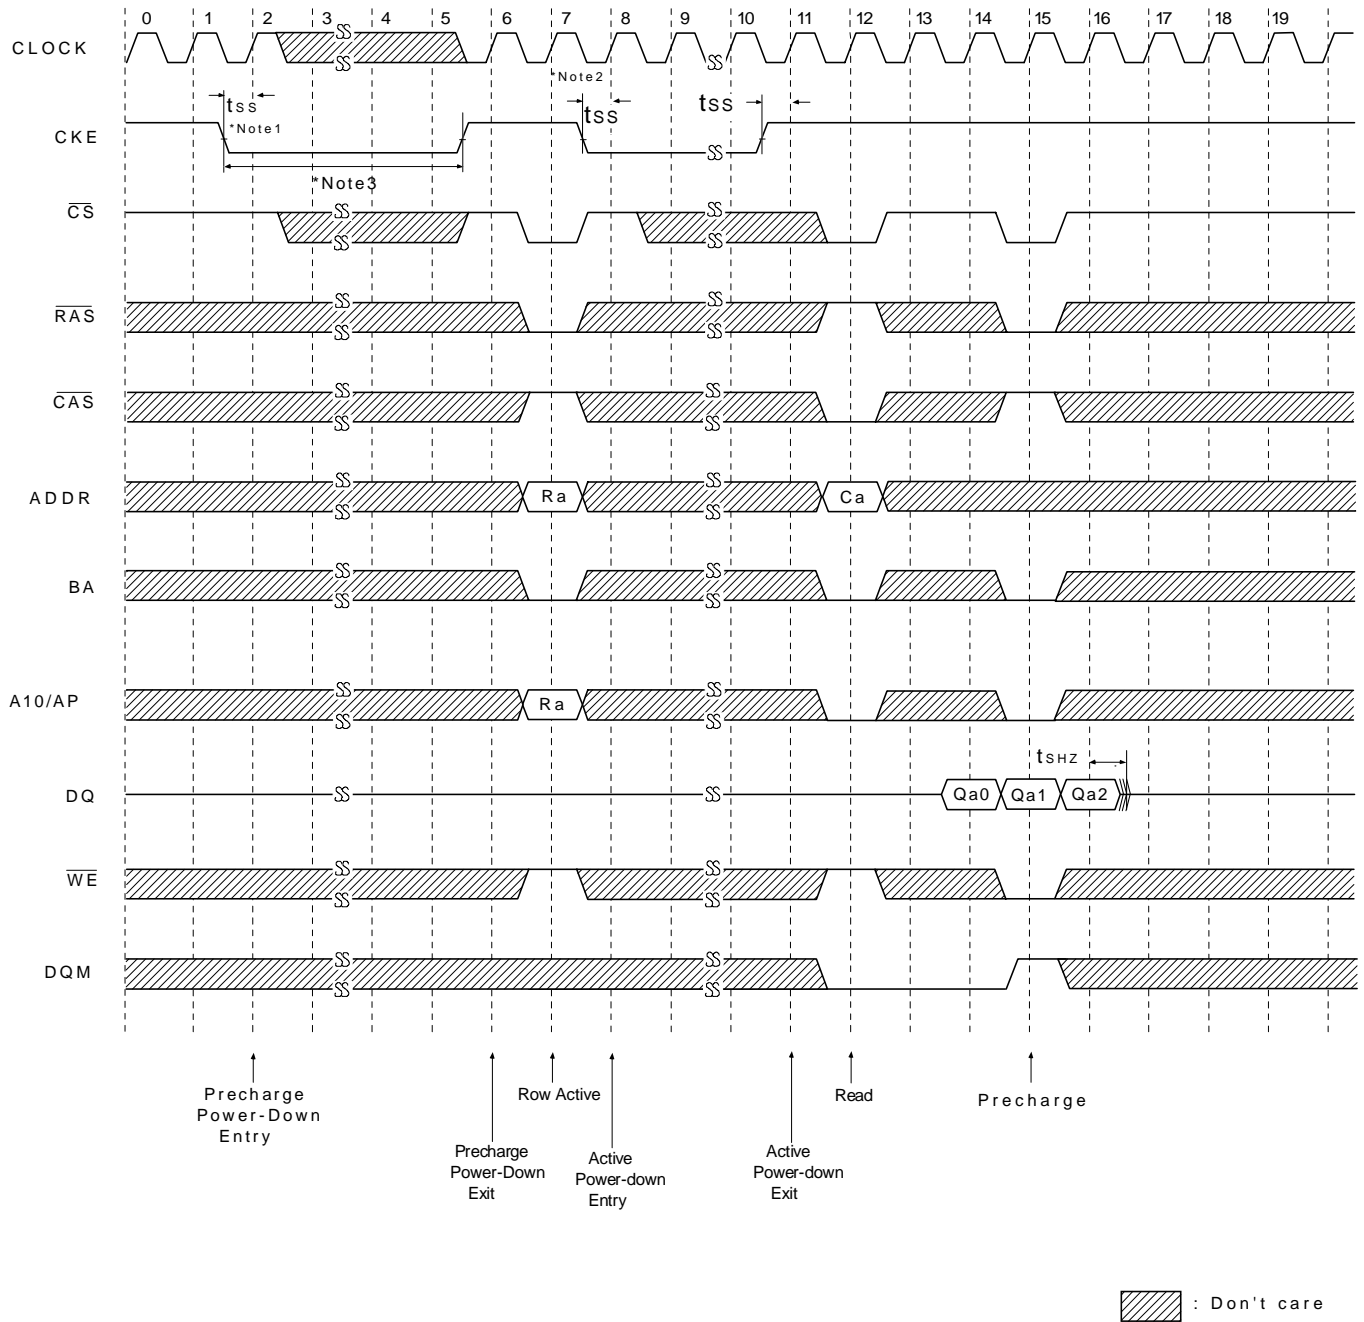 0 1 2 3 4 5 6 7 8 9 10 11 12 13 14 15 16 17 18 19
CLOCK
*Note2
tSS
tSS
tSS
*Note1
CKE
*Note3
CS
RAS
CAS
ADDR
Ra
Ca
BA
A10/AP
Ra
tSHZ
DQ
Qa0
Qa1
Qa2
WE
DQM
Precharge
Power-Down
Entry
Precharge
Power-Down
Exit
Row Active
Active
Power-down
Entry
Active
Power-down
Exit
Read
Precharge
: Don't care